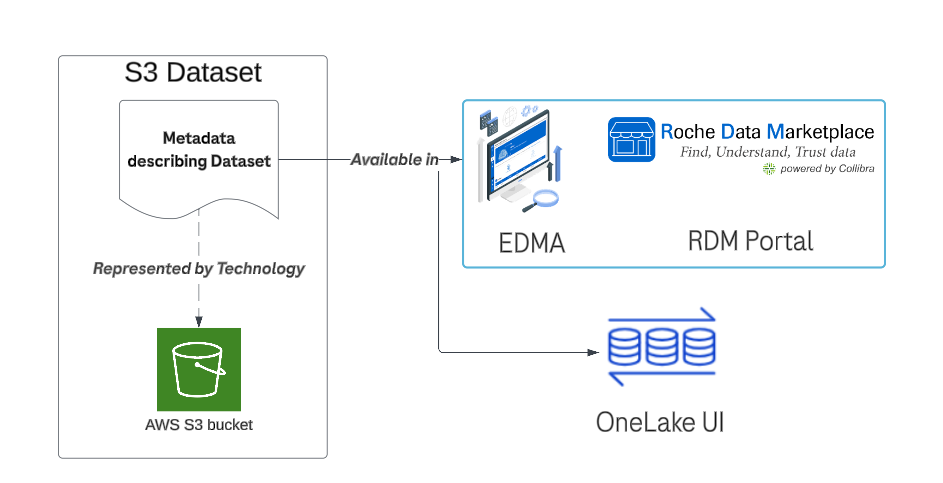 S3 Dataset
Metadata
describing Dataset
Available in
Represented by Technology
AWS S3 bucket
EDMA
Roche Data Marketplace
Find, Understand, Trust data
powered by Collibra
RDM Portal
OneLake UI